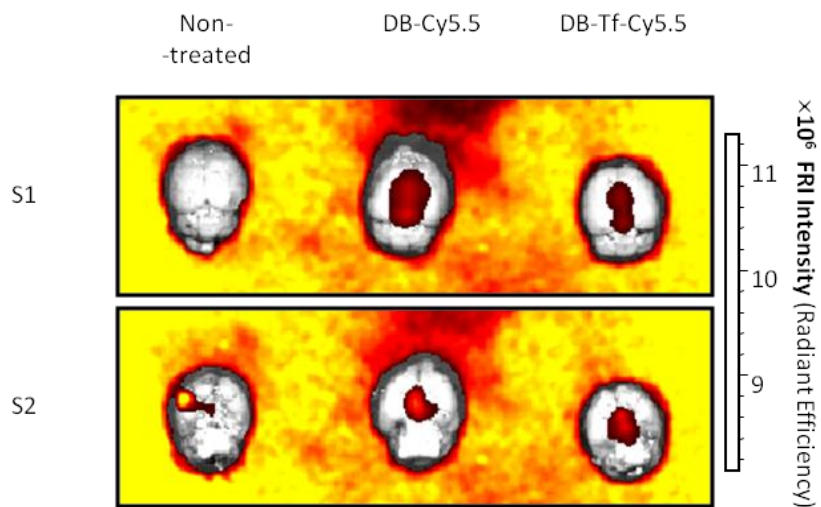 Non-
-treated
DB-Cy5.5
DB-Tf-Cy5.5
S1
S2
11
10
9
×10⁶ FRI Intensity (Radiant Efficiency)